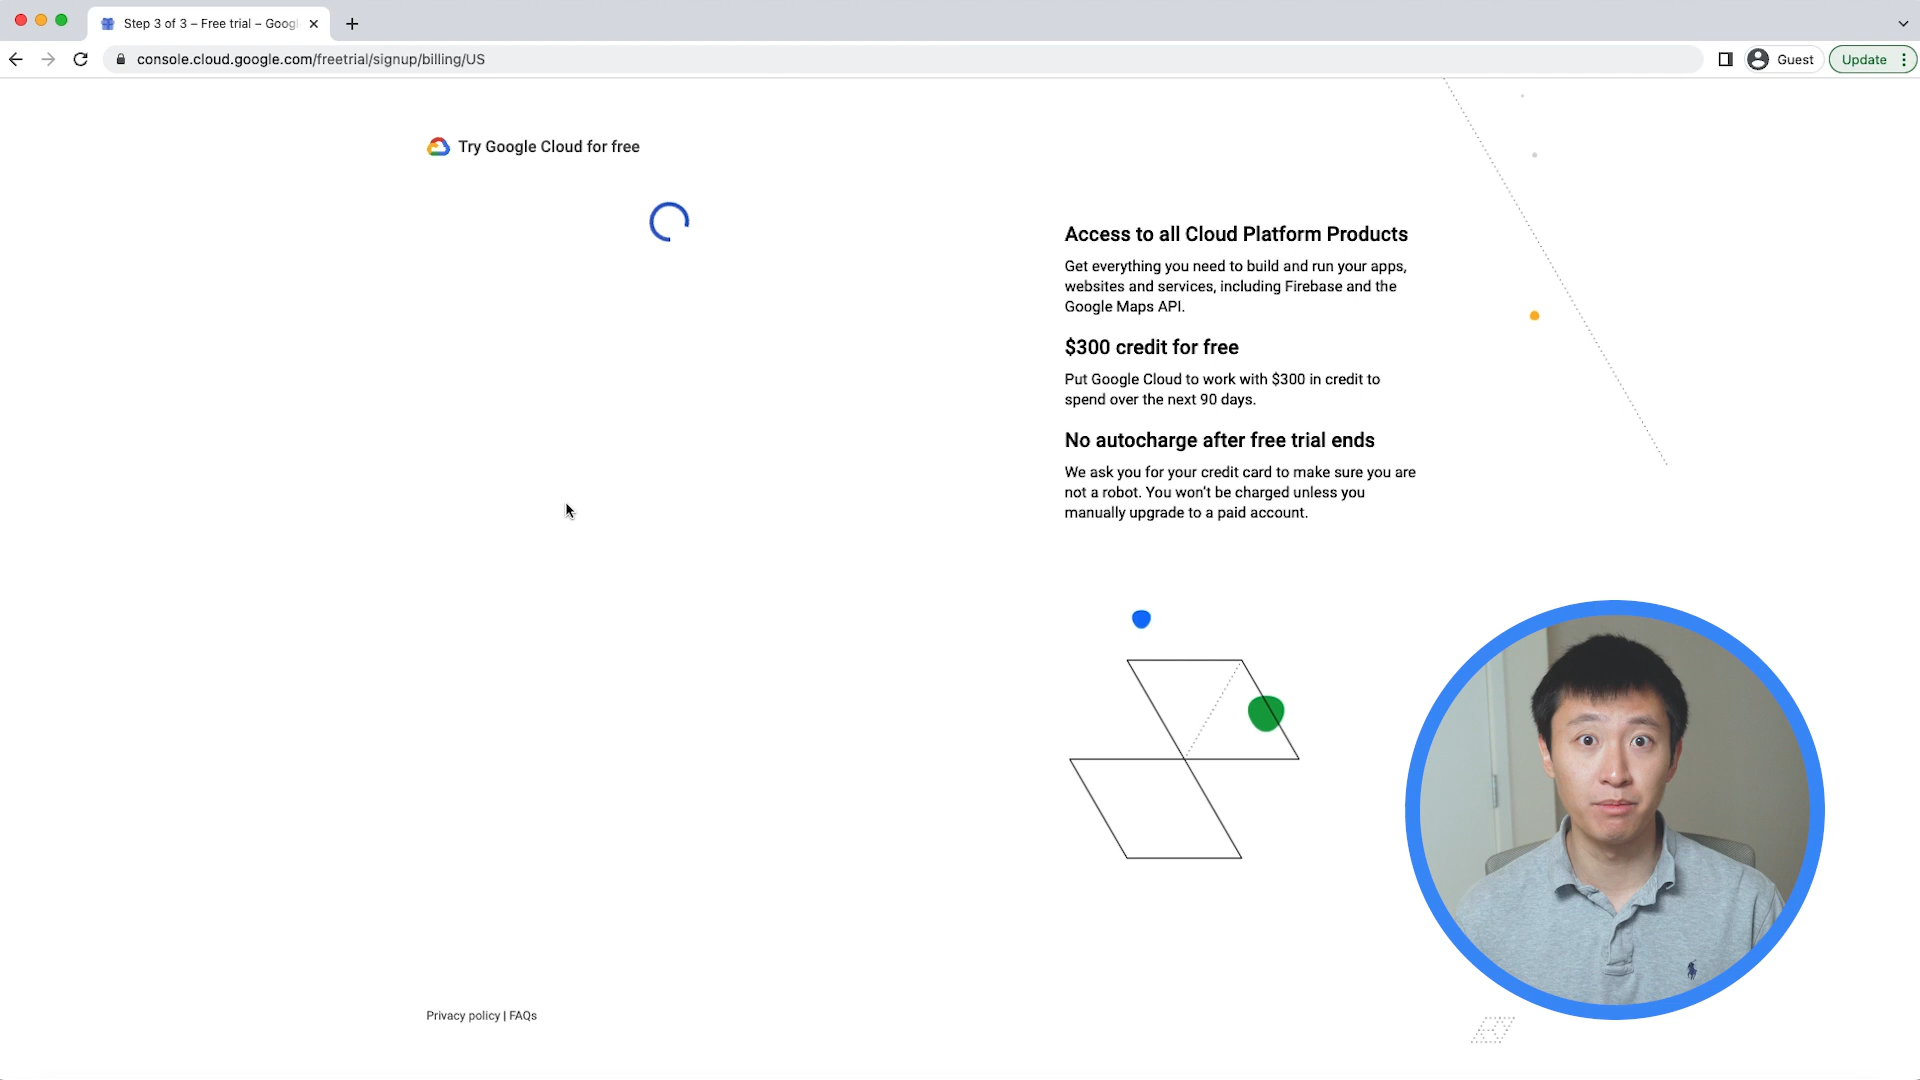 Step 3 of 3 – Free trial – Goog
console.cloud.google.com/freetrial/signup/billing/US
Guest
Update
Try Google Cloud for free
Access to all Cloud Platform Products
Get everything you need to build and run your apps,
websites and services, including Firebase and the
Google Maps API.
$300 credit for free
Put Google Cloud to work with $300 in credit to
spend over the next 90 days.
No autocharge after free trial ends
We ask you for your credit card to make sure you are
not a robot. You won't be charged unless you
manually upgrade to a paid account.
Privacy policy | FAQs